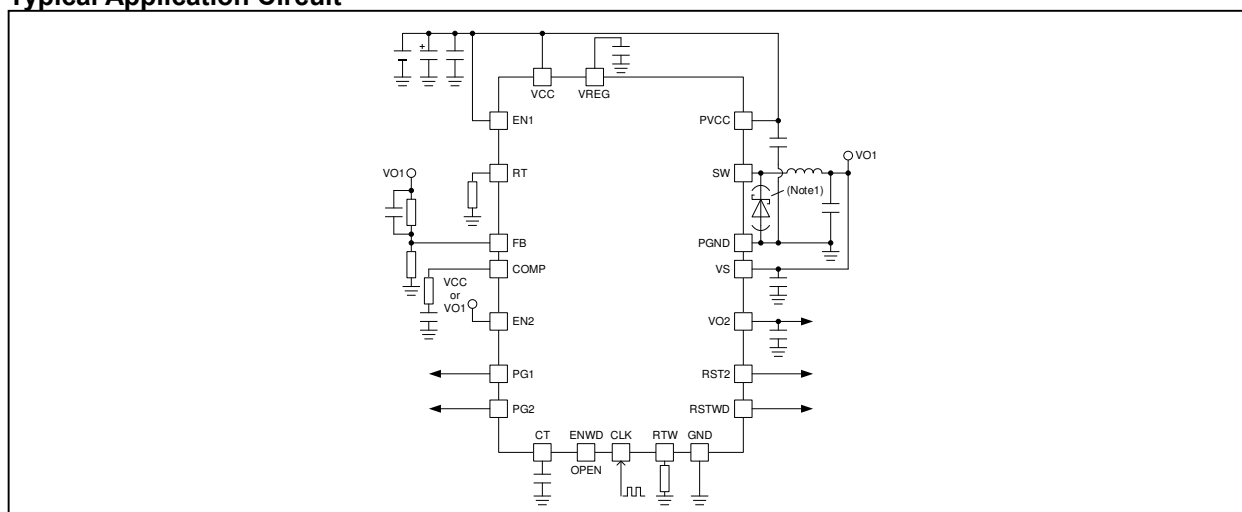 Typical Application Circuit
+
VCC
VREG
EN1
PVCC
VO1
RT
SW
VO1
(Note1)
FB
PGND
COMP
VS
VCC
or
VO1
EN2
VO2
PG1
RST2
PG2
RSTWD
CT
ENWD
CLK
RTW
GND
OPEN